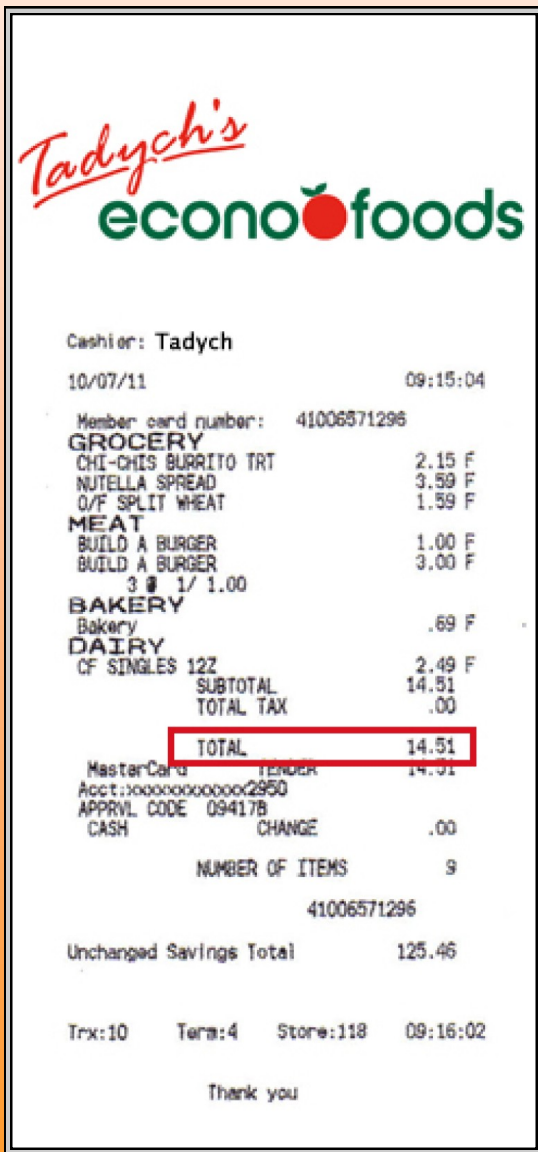 Tadych's
econofoods
Cashier: Tadych
10/07/11 09:15:04
Member card number: 41006571296
GROCERY
CHI-CHIS BURRITO TRT 2.15 F
NUTELLA SPREAD 3.59 F
O/F SPLIT WHEAT 1.59 F
MEAT
BUILD A BURGER 1.00 F
BUILD A BURGER 3.00 F
3 @ 1/ 1.00
BAKERY
Bakery .69 F
DAIRY
CF SINGLES 12Z 2.49 F
SUBTOTAL 14.51
TOTAL TAX .00
TOTAL 14.51
MasterCard TENDER 14.51
Acct:xxxxxxxxxxxx2950
APPRVL CODE 09417B
CASH CHANGE .00
NUMBER OF ITEMS 9
41006571296
Unchanged Savings Total 125.46
Trx:10 Term:4 Store:118 09:16:02
Thank you